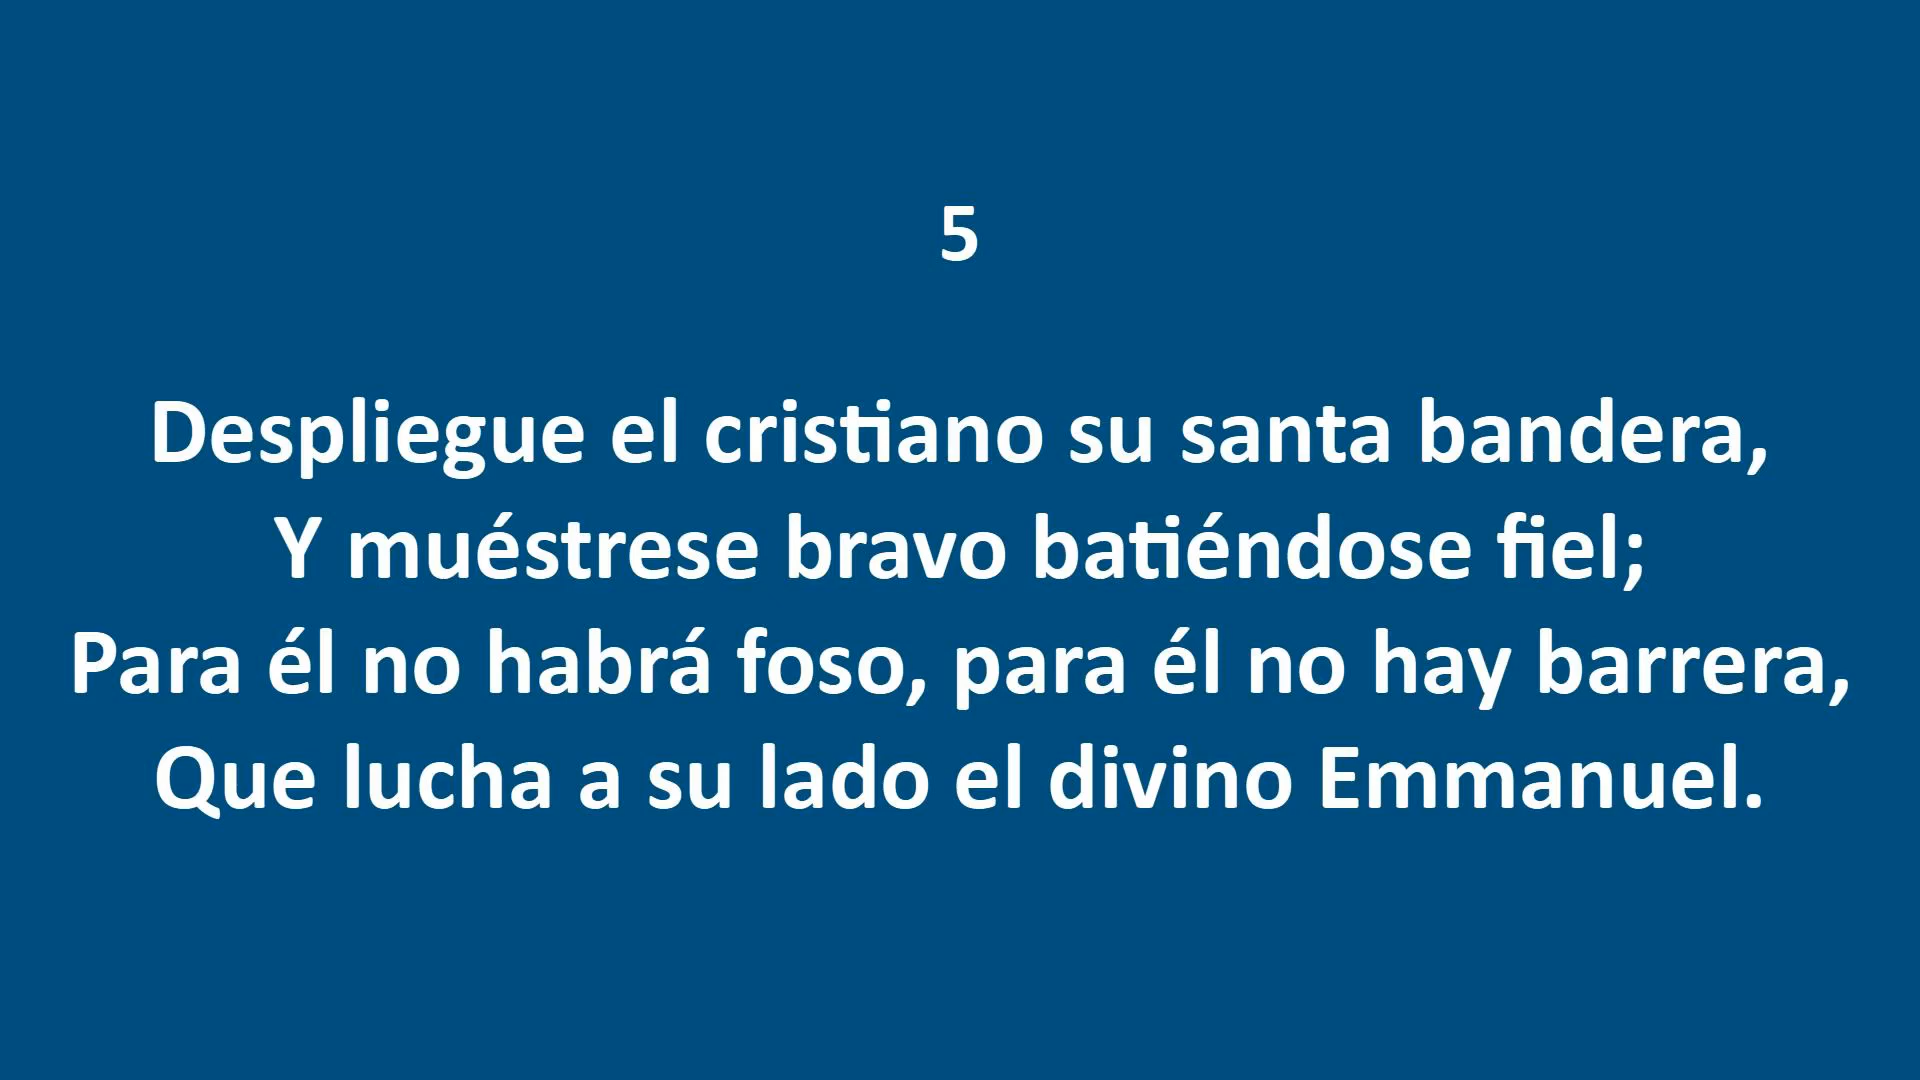 5
Despliegue el cristiano su santa bandera,
Y muéstrese bravo batiéndose fiel;
Para él no habrá foso, para él no hay barrera,
Que lucha a su lado el divino Emmanuel.